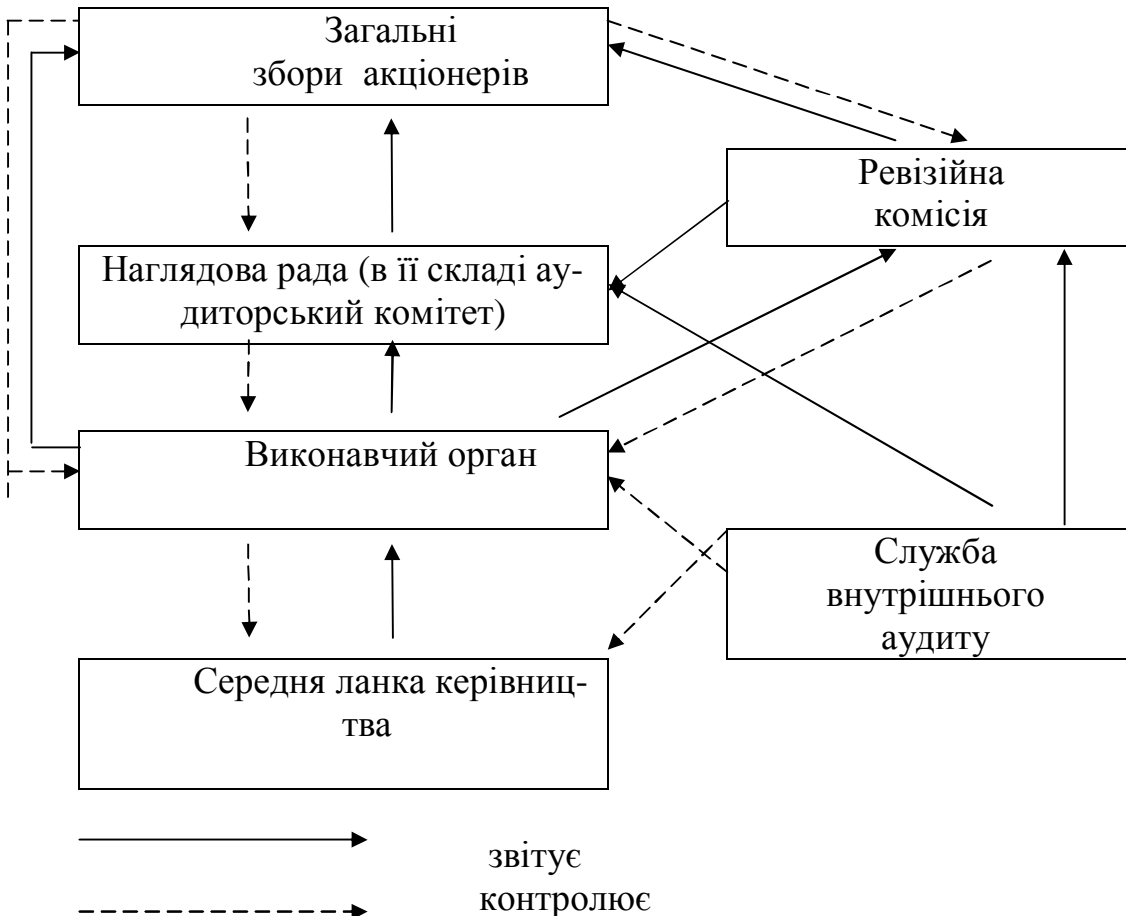 Загальні
збори акціонерів
Ревізійна
комісія
Наглядова рада (в її складі ау-
диторський комітет)
Виконавчий орган
Служба
внутрішнього
аудиту
Середня ланка керівниц-
тва
звітує
контролює